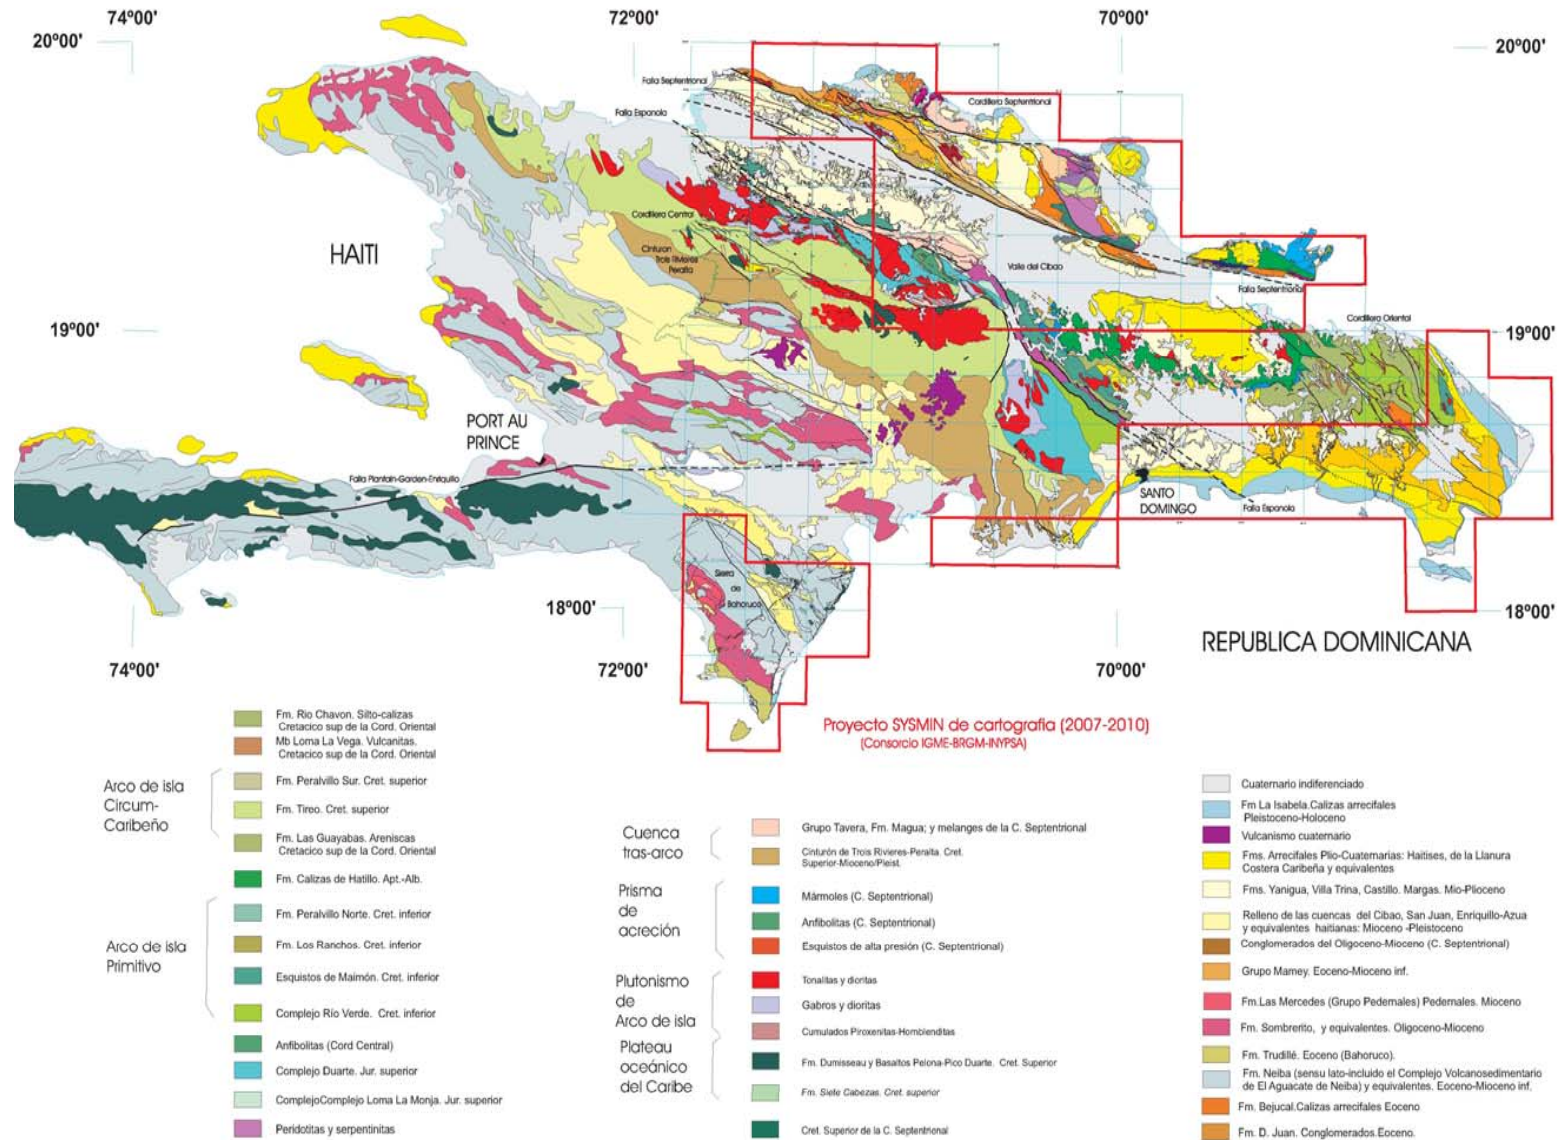 74º00'
72º00'
70º00'
20º00'
20º00'
Falla Septentrional
Cordillera Septentrional
Falla Espanola
Cordillera Central
HAITI
Cinturon
Trois Rivieres
Peralta
Valle del Cibao
Falla Septentrional
19º00'
Cordillera Oriental
19º00'
PORT AU
PRINCE
Falla Plantain-Garden-Enriquillo
SANTO
DOMINGO
Falla Espanola
Sierra
de
Bahoruco
18º00'
18º00'
REPUBLICA DOMINICANA
74º00'
72º00'
70º00'
Proyecto SYSMIN de cartografia (2007-2010)
(Consorcio IGME-BRGM-INYPSA)
Fm. Rio Chavon. Silto-calizas
Cretacico sup de la Cord. Oriental
Mb Loma La Vega. Vulcanitas.
Cretacico sup de la Cord. Oriental
Arco de isla
Circum-
Caribeño
Fm. Peralvillo Sur. Cret. superior
Fm. Tireo. Cret. superior
Fm. Las Guayabas. Areniscas
Cretacico sup de la Cord. Oriental
Fm. Calizas de Hatillo. Apt.-Alb.
Arco de isla
Primitivo
Fm. Peralvillo Norte. Cret. inferior
Fm. Los Ranchos. Cret. inferior
Esquistos de Maimón. Cret. inferior
Complejo Río Verde. Cret. inferior
Anfibolitas (Cord Central)
Complejo Duarte. Jur. superior
ComplejoComplejo Loma La Monja. Jur. superior
Peridotitas y serpentinitas
Cuenca
tras-arco
Grupo Tavera, Fm. Magua; y melanges de la C. Septentrional
Cinturón de Trois Rivieres-Peralta. Cret.
Superior-Mioceno/Pleist.
Prisma
de
acreción
Mármoles (C. Septentrional)
Anfibolitas (C. Septentrional)
Esquistos de alta presión (C. Septentrional)
Plutonismo
de
Arco de isla
Tonalitas y dioritas
Gabros y dioritas
Cumulados Piroxenitas-Hornblenditas
Plateau
oceánico
del Caribe
Fm. Dumisseau y Basaltos Pelona-Pico Duarte. Cret. Superior
Fm. Siete Cabezas. Cret. superior
Cret. Superior de la C. Septentrional
Cuaternario indiferenciado
Fm La Isabela.Calizas arrecifales
Pleistoceno-Holoceno
Vulcanismo cuaternario
Fms. Arrecifales Plio-Cuaternarias: Haitises, de la Llanura
Costera Caribeña y equivalentes
Fms. Yanigua, Villa Trina, Castillo. Margas. Mio-Plioceno
Relleno de las cuencas del Cibao, San Juan, Enriquillo-Azua
y equivalentes haitianas: Mioceno -Pleistoceno
Conglomerados del Oligoceno-Mioceno (C. Septentrional)
Grupo Mamey. Eoceno-Mioceno inf.
Fm.Las Mercedes (Grupo Pedernales) Pedernales. Mioceno
Fm. Sombrerito, y equivalentes. Oligoceno-Mioceno
Fm. Trudillé. Eoceno (Bahoruco).
Fm. Neiba (sensu lato-incluido el Complejo Volcanosedimentario
de El Aguacate de Neiba) y equivalentes. Eoceno-Mioceno inf.
Fm. Bejucal.Calizas arrecifales Eoceno
Fm. D. Juan. Conglomerados.Eoceno.